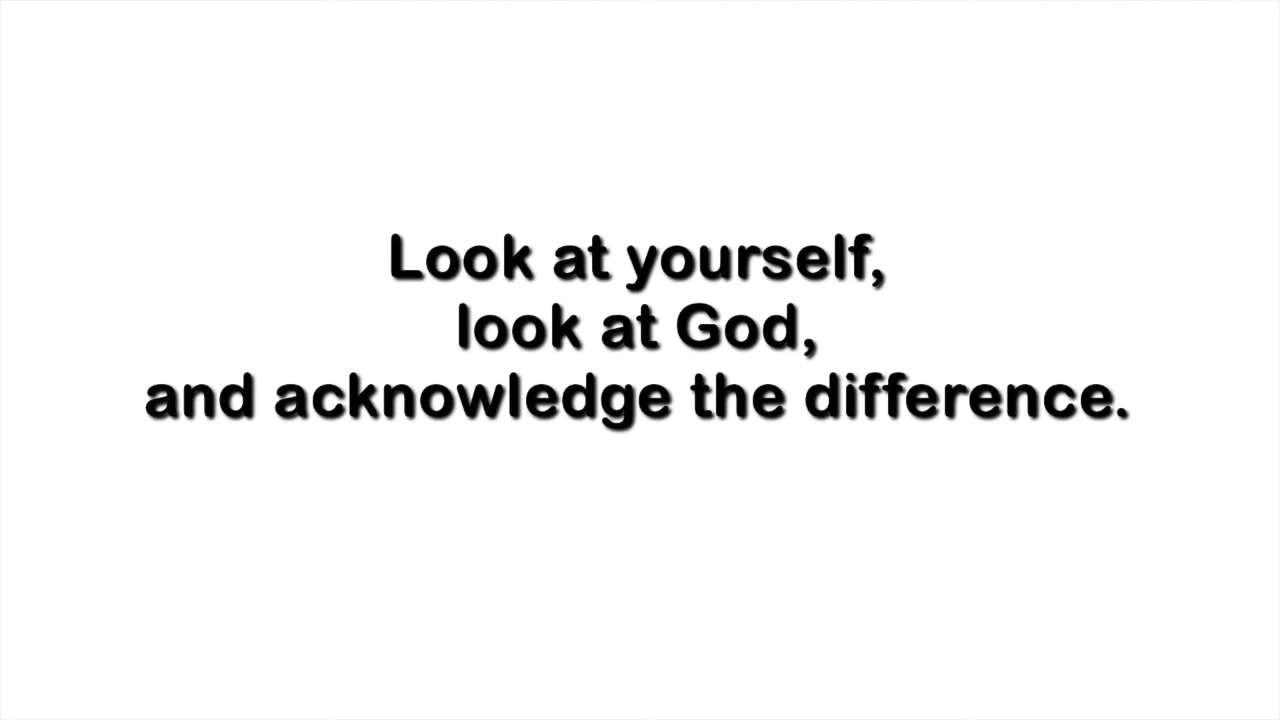 Look at yourself,
look at God,
and acknowledge the difference.